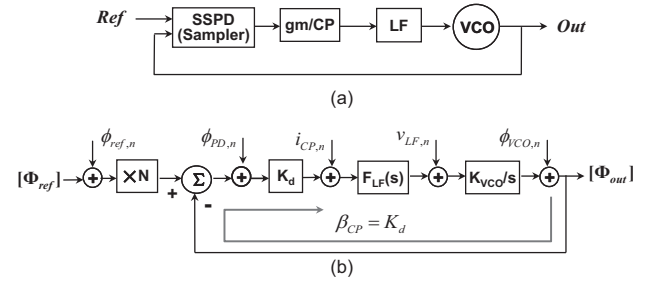 Ref
SSPD
(Sampler)
gm/CP
LF
VCO
Out
(a)
ϕref,n
ϕPD,n
iCP,n
vLF,n
ϕVCO,n
[Φref]
+
×N
+
Σ
-
+
Kd
+
FLF(s)
+
KVCO/s
+
[Φout]
βCP = Kd
(b)